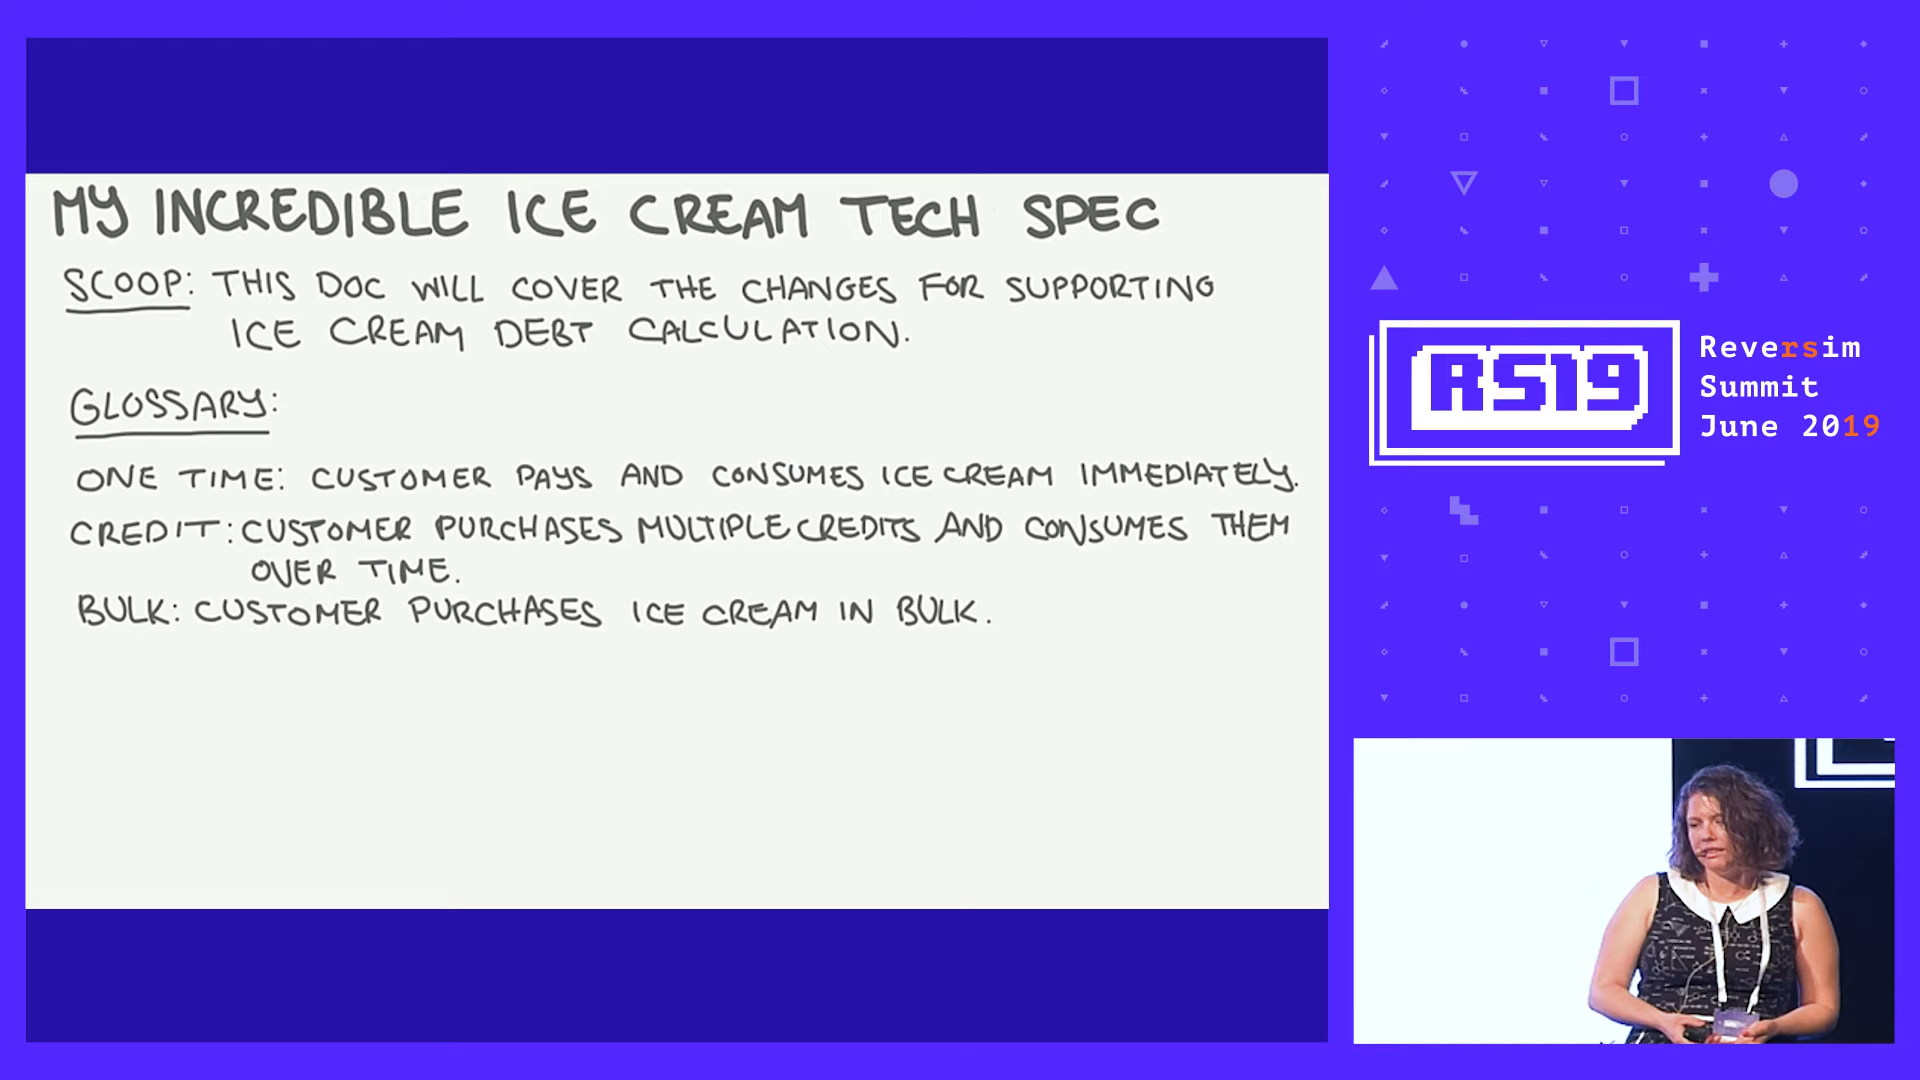 MY INCREDIBLE ICE CREAM TECH SPEC
SCOOP: THIS DOC WILL COVER THE CHANGES FOR SUPPORTING
ICE CREAM DEBT CALCULATION.
GLOSSARY:
ONE TIME: CUSTOMER PAYS AND CONSUMES ICE CREAM IMMEDIATELY.
CREDIT: CUSTOMER PURCHASES MULTIPLE CREDITS AND CONSUMES THEM
OVER TIME.
BULK: CUSTOMER PURCHASES ICE CREAM IN BULK.
RS19
Reversim
Summit
June 2019